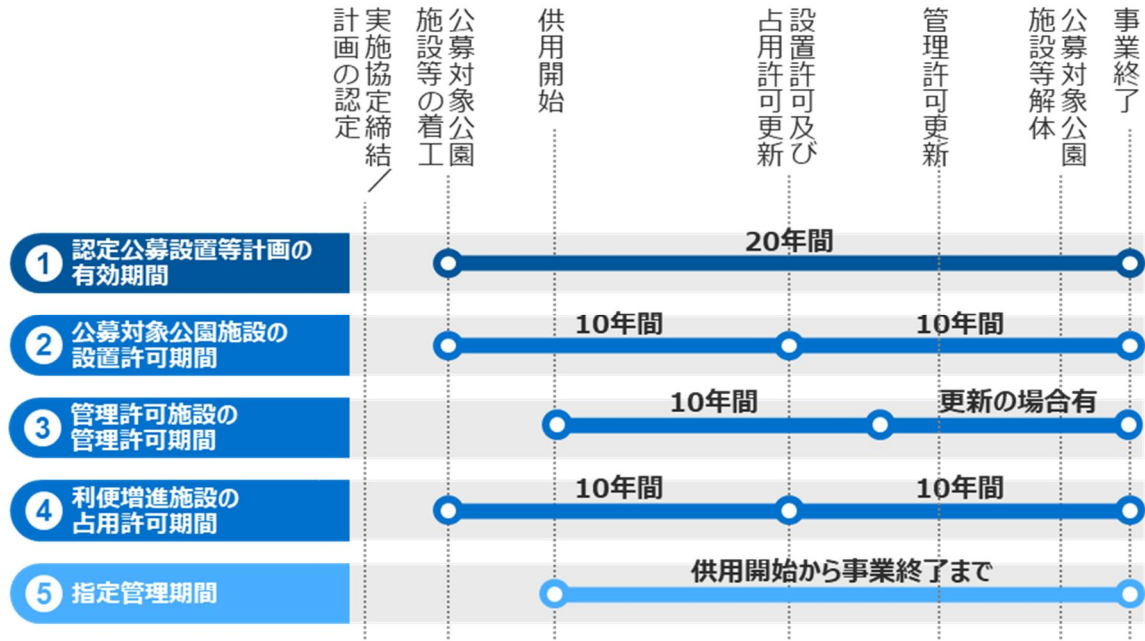 実施協定締結／
計画の認定
公募対象公園
施設等の着工
供用開始
設置許可及び
占用許可更新
管理許可更新
公募対象公園
施設等解体
事業終了
1 認定公募設置等計画の
有効期間
20年間
2 公募対象公園施設の
設置許可期間
10年間 10年間
3 管理許可施設の
管理許可期間
10年間 更新の場合有
4 利便増進施設の
占用許可期間
10年間 10年間
5 指定管理期間
供用開始から事業終了まで